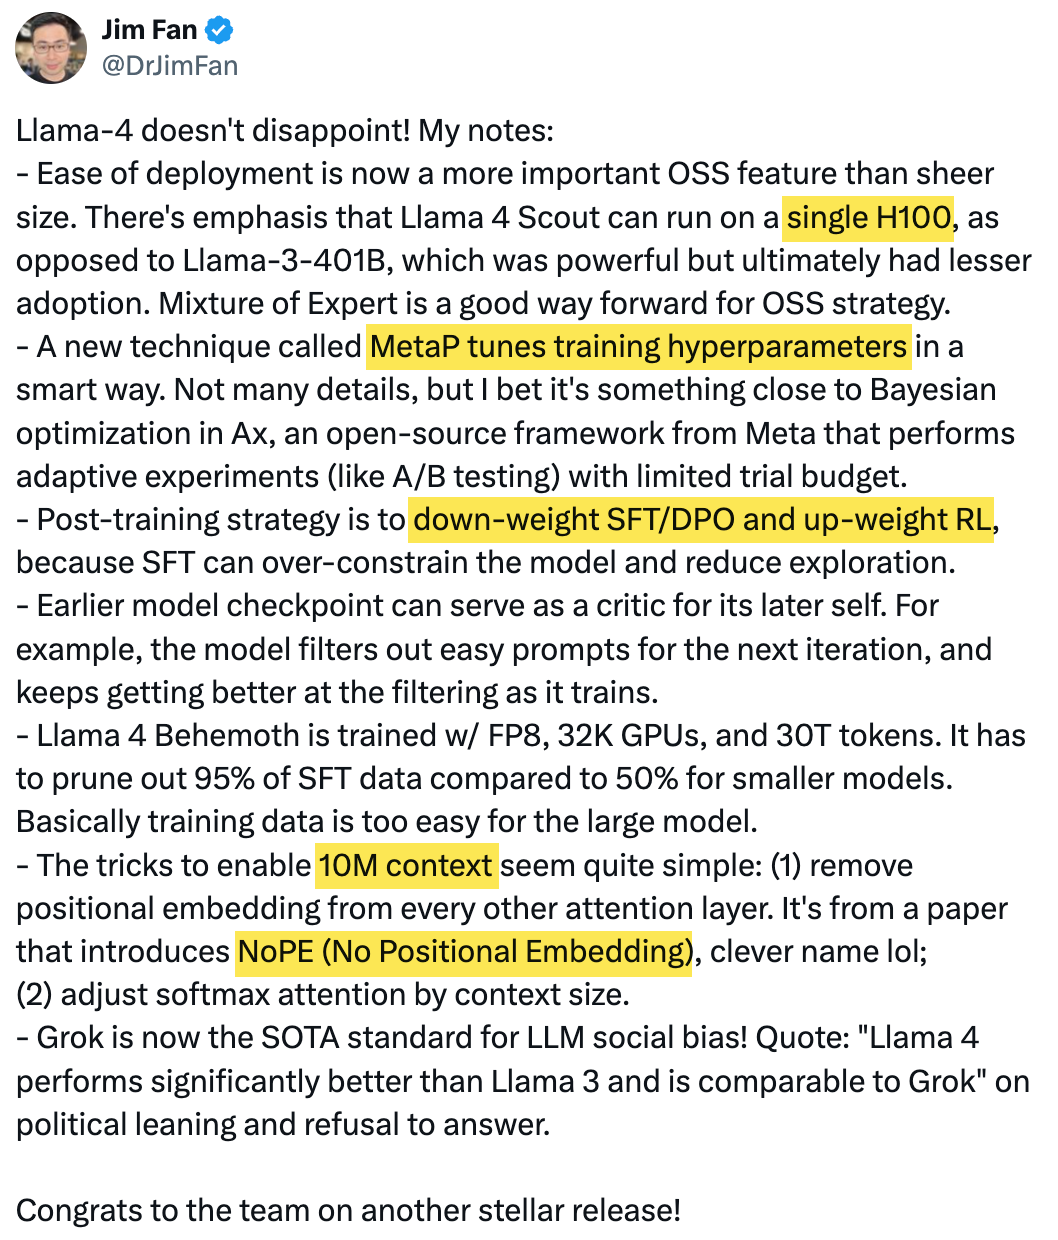 Jim Fan
@DrJimFan
Llama-4 doesn't disappoint! My notes:
- Ease of deployment is now a more important OSS feature than sheer
size. There's emphasis that Llama 4 Scout can run on a single H100, as
opposed to Llama-3-401B, which was powerful but ultimately had lesser
adoption. Mixture of Expert is a good way forward for OSS strategy.
- A new technique called MetaP tunes training hyperparameters in a
smart way. Not many details, but I bet it's something close to Bayesian
optimization in Ax, an open-source framework from Meta that performs
adaptive experiments (like A/B testing) with limited trial budget.
- Post-training strategy is to down-weight SFT/DPO and up-weight RL,
because SFT can over-constrain the model and reduce exploration.
- Earlier model checkpoint can serve as a critic for its later self. For
example, the model filters out easy prompts for the next iteration, and
keeps getting better at the filtering as it trains.
- Llama 4 Behemoth is trained w/ FP8, 32K GPUs, and 30T tokens. It has
to prune out 95% of SFT data compared to 50% for smaller models.
Basically training data is too easy for the large model.
- The tricks to enable 10M context seem quite simple: (1) remove
positional embedding from every other attention layer. It's from a paper
that introduces NoPE (No Positional Embedding), clever name lol;
(2) adjust softmax attention by context size.
- Grok is now the SOTA standard for LLM social bias! Quote: "Llama 4
performs significantly better than Llama 3 and is comparable to Grok" on
political leaning and refusal to answer.
Congrats to the team on another stellar release!